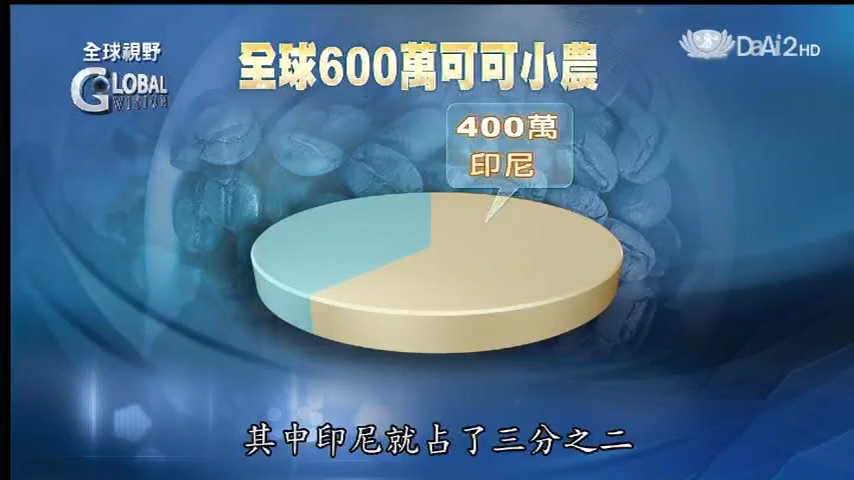 全球視野
GLOBAL
VISION
全球600萬可可小農
DaAi2HD
400萬
印尼
其中印尼就占了三分之二